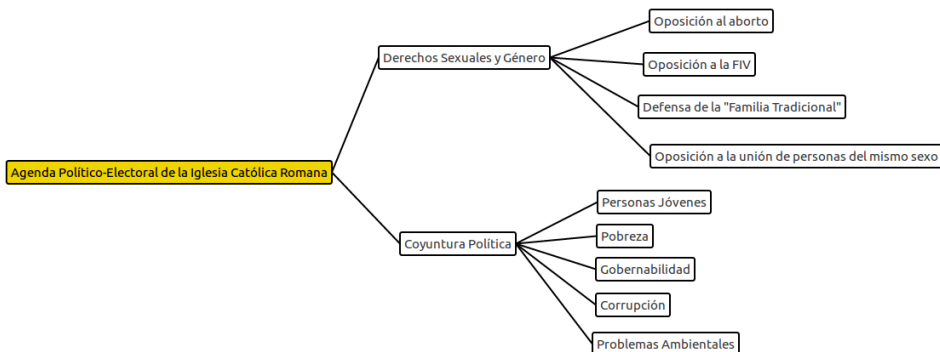 Agenda Político-Electoral de la Iglesia Católica Romana
Derechos Sexuales y Género
Oposición al aborto
Oposición a la FIV
Defensa de la "Familia Tradicional"
Oposición a la unión de personas del mismo sexo
Coyuntura Política
Personas Jóvenes
Pobreza
Gobernabilidad
Corrupción
Problemas Ambientales